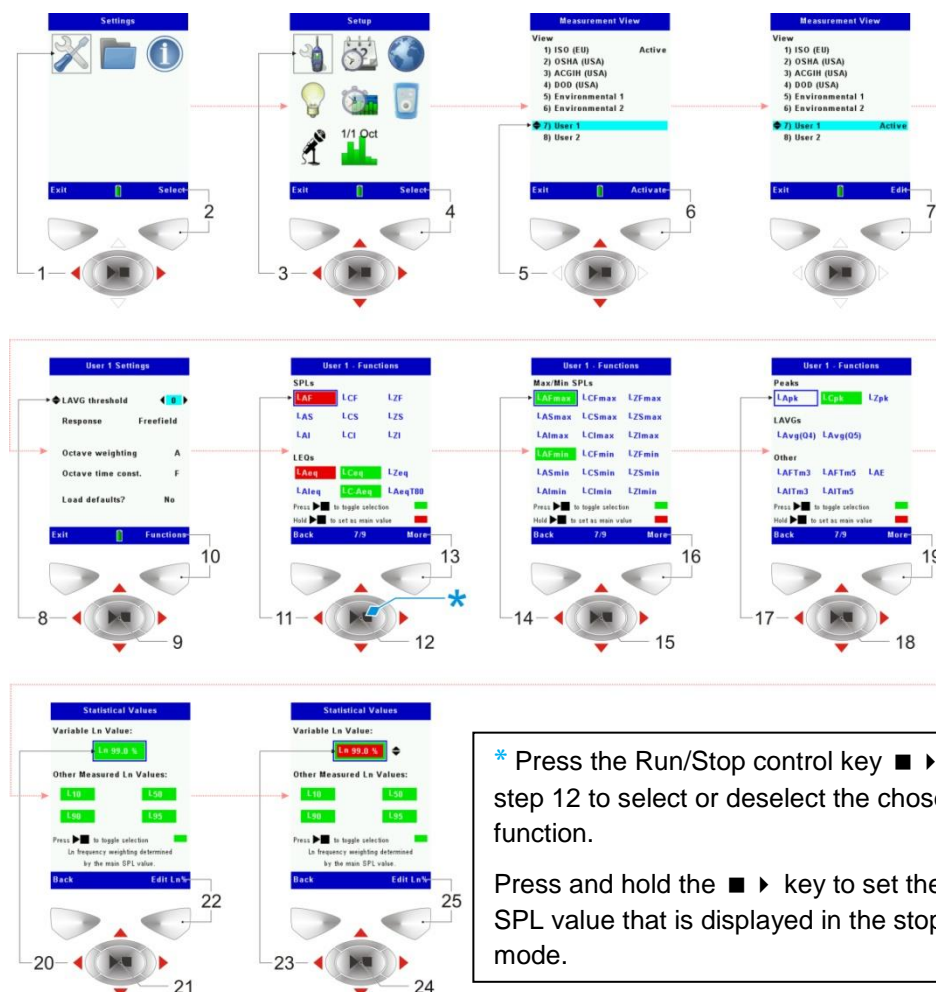 Settings
Exit Select
2
1
Setup
1/1 Oct
Exit Select
4
3
Measurement View
View
1) ISO (EU) Active
2) OSHA (USA)
3) ACGIH (USA)
4) DOD (USA)
5) Environmental 1
6) Environmental 2
7) User 1
8) User 2
Exit Activate
6
5
Measurement View
View
1) ISO (EU)
2) OSHA (USA)
3) ACGIH (USA)
4) DOD (USA)
5) Environmental 1
6) Environmental 2
7) User 1 Active
8) User 2
Exit Edit
7
User 1 Settings
LAVG threshold 0
Response Freefield
Octave weighting A
Octave time const. F
Load defaults? No
Exit Functions
10
8
9
User 1 - Functions
SPLs
LAF LCF LZF
LAS LCS LZS
LAI LCI LZI
LEQs
LAeq LCeq LZeq
LAIeq LC-Aeq LAeqT80
Press ▶■ to toggle selection
Hold ▶■ to set as main value
Back 7/9 More
13
*
11
12
User 1 - Functions
Max/Min SPLs
LAFmax LCFmax LZFmax
LASmax LCSmax LZSmax
LAImax LCImax LZImax
LAFmin LCFmin LZFmin
LASmin LCSmin LZSmin
LAImin LCImin LZImin
Press ▶■ to toggle selection
Hold ▶■ to set as main value
Back 7/9 More
16
14
15
User 1 - Functions
Peaks
LApk LCpk LZpk
LAVGs
LAvg(Q4) LAvg(Q5)
Other
LAFTm3 LAFTm5 LAE
LAITm3 LAITm5
Press ▶■ to toggle selection
Hold ▶■ to set as main value
Back 7/9 More
19
17
18
Statistical Values
Variable Ln Value:
Ln 99.0 %
Other Measured Ln Values:
L10 L50
L90 L95
Press ▶■ to toggle selection
Ln frequency weighting determined
by the main SPL value.
Back Edit Ln%
22
20
21
Statistical Values
Variable Ln Value:
Ln 99.0 %
Other Measured Ln Values:
L10 L50
L90 L95
Press ▶■ to toggle selection
Ln frequency weighting determined
by the main SPL value.
Back Edit Ln%
25
23
24
* Press the Run/Stop control key ■ ▶
step 12 to select or deselect the chose
function.
Press and hold the ■ ▶ key to set the
SPL value that is displayed in the stop
mode.